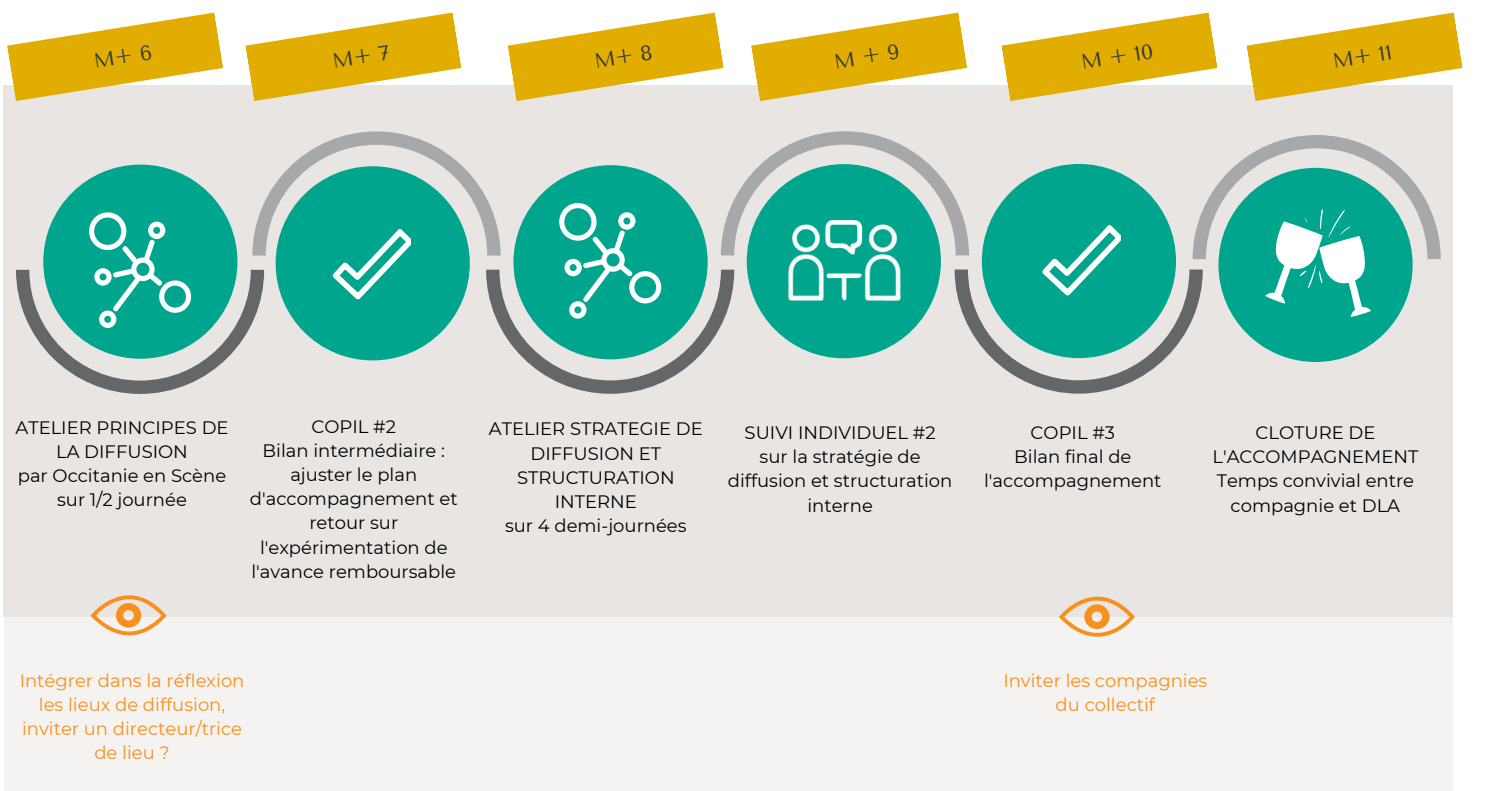 M+ 6
M+ 7
M+ 8
M + 9
M + 10
M+ 11
ATELIER PRINCIPES DE
LA DIFFUSION
par Occitanie en Scène
sur 1/2 journée
COPIL #2
Bilan intermédiaire :
ajuster le plan
d'accompagnement et
retour sur
l'expérimentation de
l'avance remboursable
ATELIER STRATEGIE DE
DIFFUSION ET
STRUCTURATION
INTERNE
sur 4 demi-journées
SUIVI INDIVIDUEL #2
sur la stratégie de
diffusion et structuration
interne
COPIL #3
Bilan final de
l'accompagnement
CLOTURE DE
L'ACCOMPAGNEMENT
Temps convivial entre
compagnie et DLA
Intégrer dans la réflexion
les lieux de diffusion,
inviter un directeur/trice
de lieu ?
Inviter les compagnies
du collectif